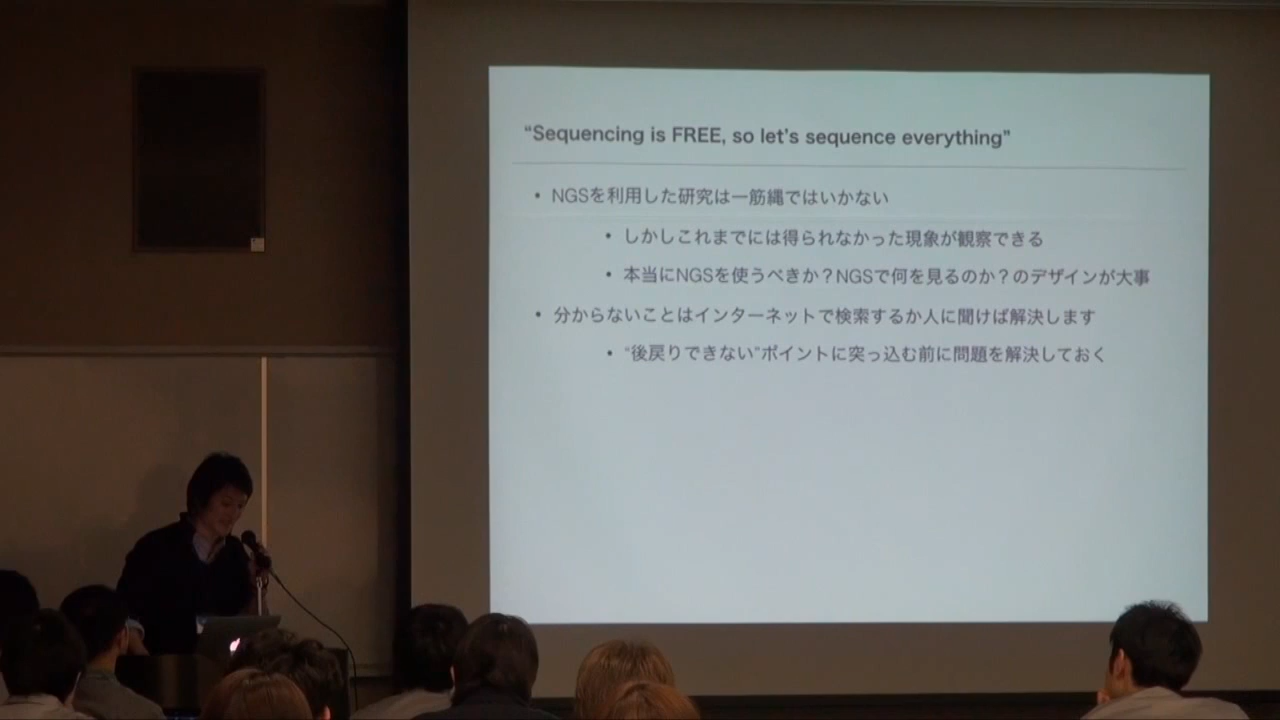 “Sequencing is FREE, so let's sequence everything”
• NGSを利用した研究は一筋縄ではいかない
• しかしこれまでには得られなかった現象が観察できる
• 本当にNGSを使うべきか？NGSで何を見るのか？のデザインが大事
• 分からないことはインターネットで検索するか人に聞けば解決します
• “後戻りできない”ポイントに突っ込む前に問題を解決しておく